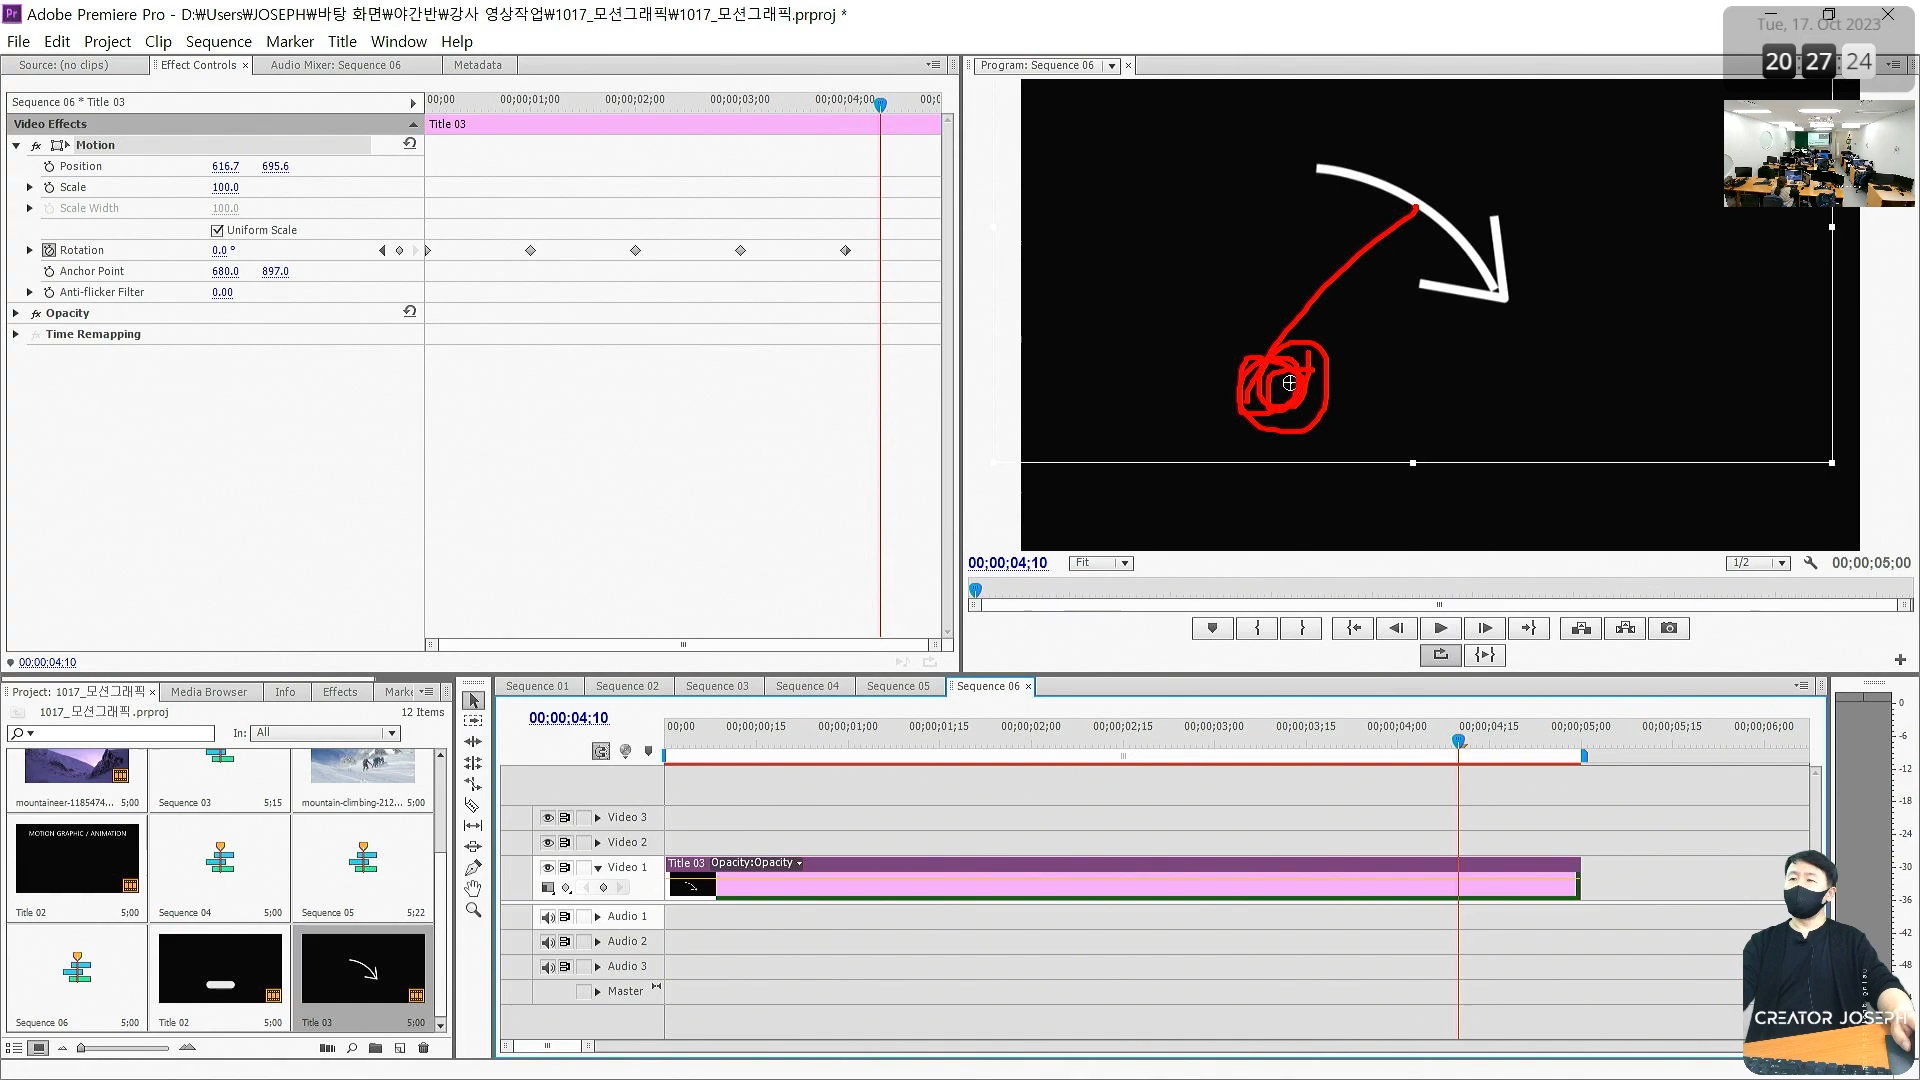 Adobe Premiere Pro - D:₩Users₩JOSEPH₩바탕 화면₩야간반₩강사 영상작업₩1017_모션그래픽₩1017_모션그래픽.prproj *
Tue, 17. Oct 2023
20 27 24
File Edit Project Clip Sequence Marker Title Window Help
Source: (no clips) Effect Controls × Audio Mixer: Sequence 06 Metadata
Program: Sequence 06 ×
Sequence 06 * Title 03
00;00 00;00;01;00 00;00;02;00 00;00;03;00 00;00;04;00
Video Effects
Title 03
fx Motion
Position 616.7 695.6
Scale 100.0
Scale Width 100.0
Uniform Scale
Rotation 0.0 °
Anchor Point 680.0 897.0
Anti-flicker Filter 0.00
fx Opacity
fx Time Remapping
00;00;04;10 Fit 1/2 00;00;05;00
00;00;04;10
Project: 1017_모션그래픽 × Media Browser Info Effects Marke
1017_모션그래픽.prproj 12 Items
In: All
mountaineer-1185474... 5;00
Sequence 03 5;15
mountain-climbing-212... 5;00
MOTION GRAPHIC / ANIMATION
Title 02 5;00
Sequence 04 5;00
Sequence 05 5;22
Sequence 06 5;00
Title 02 5;00
Title 03 5;00
Sequence 01 Sequence 02 Sequence 03 Sequence 04 Sequence 05 Sequence 06 ×
00;00;04;10
00;00 00;00;00;15 00;00;01;00 00;00;01;15 00;00;02;00 00;00;02;15 00;00;03;00 00;00;03;15 00;00;04;00 00;00;04;15 00;00;05;00 00;00;05;15 00;00;06;00
Video 3
Video 2
Video 1
Title 03 Opacity:Opacity
Audio 1
Audio 2
Audio 3
Master
0
-6
-12
-18
-24
-30
-36
-42
-48
CREATOR JOSEPH